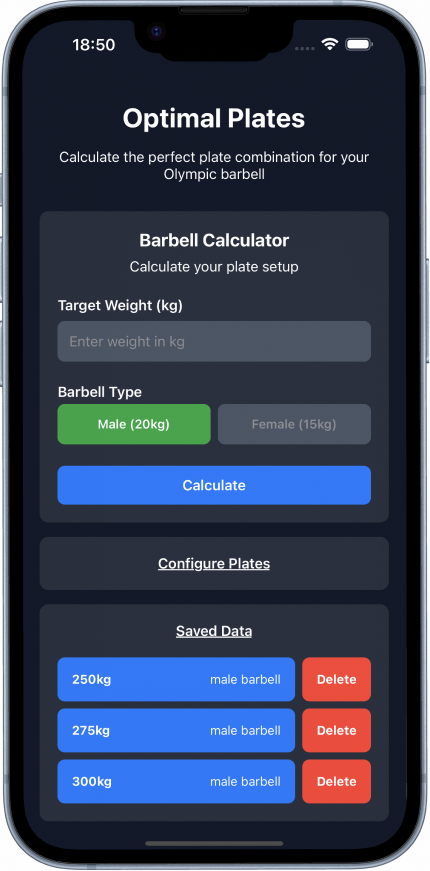 18:50
Optimal Plates
Calculate the perfect plate combination for your
Olympic barbell
Barbell Calculator
Calculate your plate setup
Target Weight (kg)
Enter weight in kg
Barbell Type
Male (20kg) Female (15kg)
Calculate
Configure Plates
Saved Data
250kg male barbell Delete
275kg male barbell Delete
300kg male barbell Delete